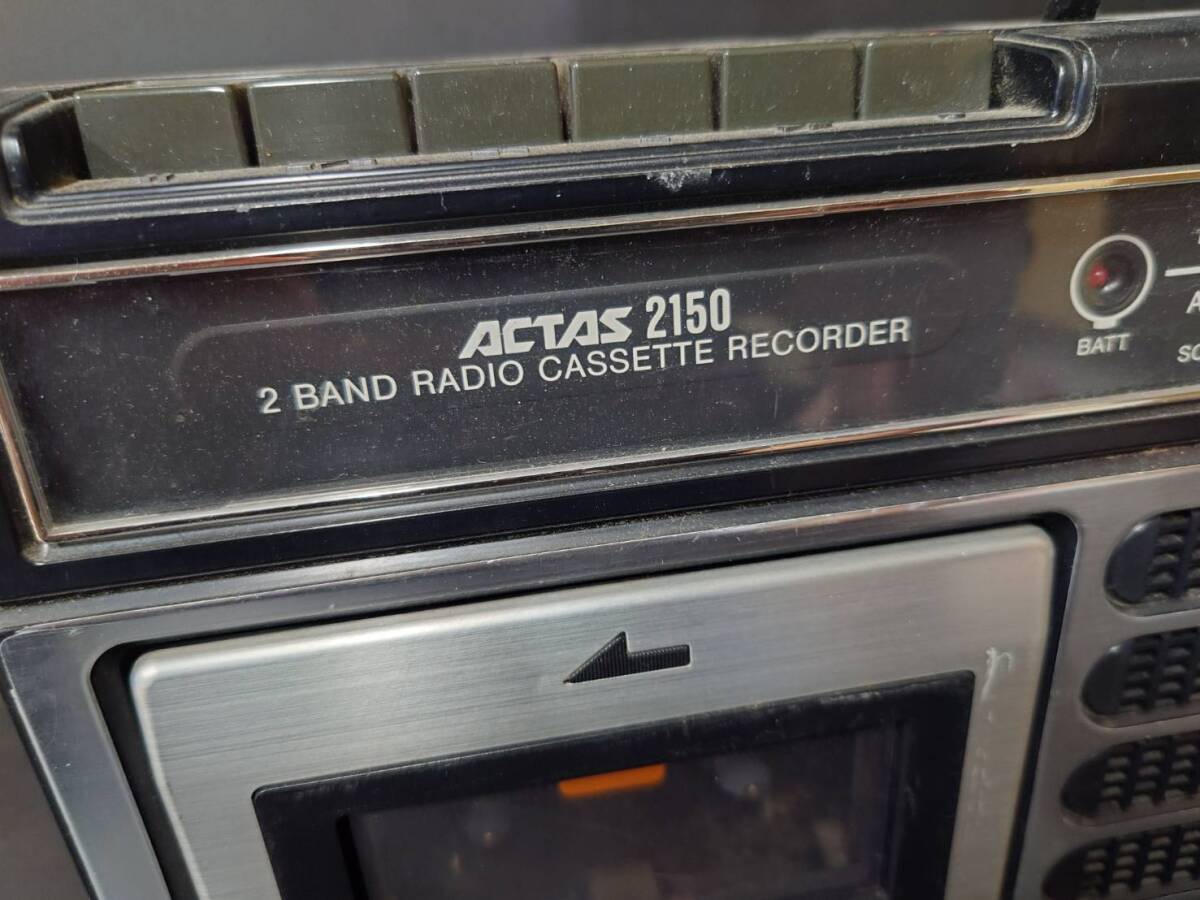 ACTAS 2150
2 BAND RADIO CASSETTE RECORDER
BATT